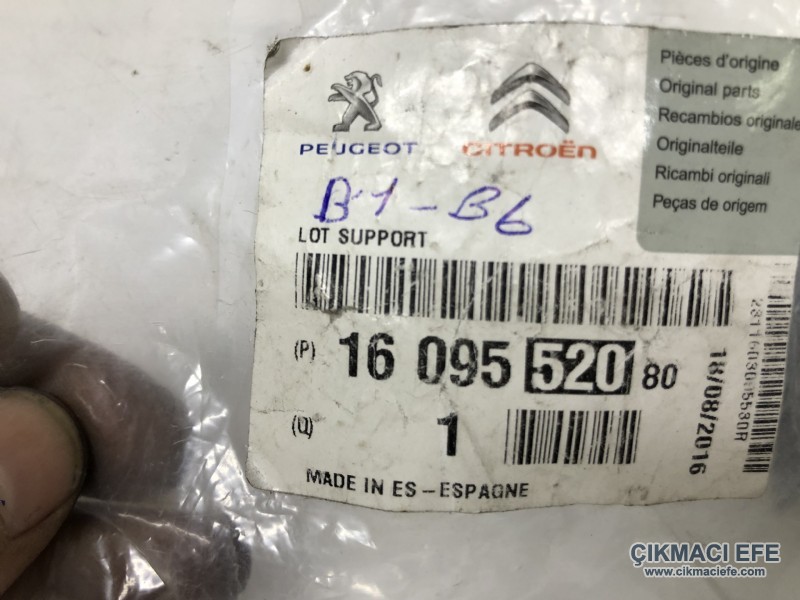 PEUGEOT
CITROËN
Pièces d'origine
Original parts
Recambios originale
Originalteile
Ricambi originali
Peças de origem
B1-B6
LOT SUPPORT
(P) 16 095 520 80
(Q) 1
18/08/2016
MADE IN ES-ESPAGNE
ÇIKMACI EFE
www.cikmaciefe.com